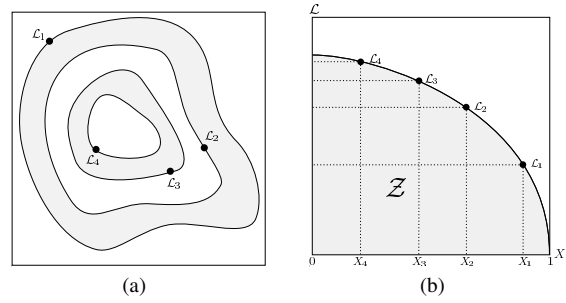 ℒ₁
ℒ₂
ℒ₄
ℒ₃
(a)
ℒ
ℒ₄
ℒ₃
ℒ₂
ℒ₁
𝒵
0 X₄ X₃ X₂ X₁ 1 X
(b)